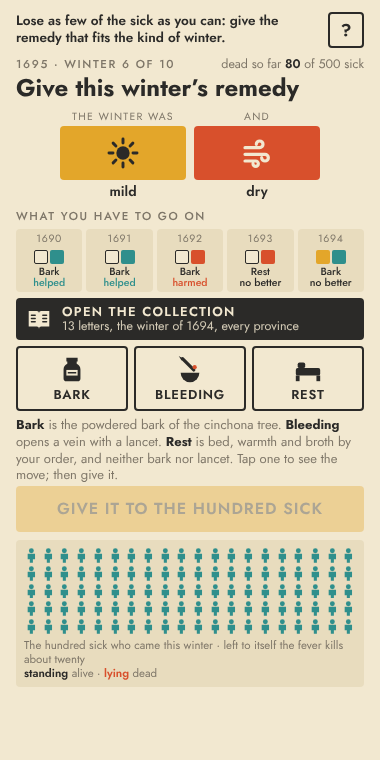 Lose as few of the sick as you can: give the
remedy that fits the kind of winter.
?
1695 · WINTER 6 OF 10
dead so far 80 of 500 sick
Give this winter’s remedy
THE WINTER WAS
AND
mild
dry
WHAT YOU HAVE TO GO ON
1690
1691
1692
1693
1694
Bark
helped
Bark
helped
Bark
harmed
Rest
no better
Bark
no better
OPEN THE COLLECTION
13 letters, the winter of 1694, every province
BARK
BLEEDING
REST
Bark is the powdered bark of the cinchona tree. Bleeding
opens a vein with a lancet. Rest is bed, warmth and broth by
your order, and neither bark nor lancet. Tap one to see the
move; then give it.
GIVE IT TO THE HUNDRED SICK
The hundred sick who came this winter · left to itself the fever kills
about twenty
standing alive · lying dead